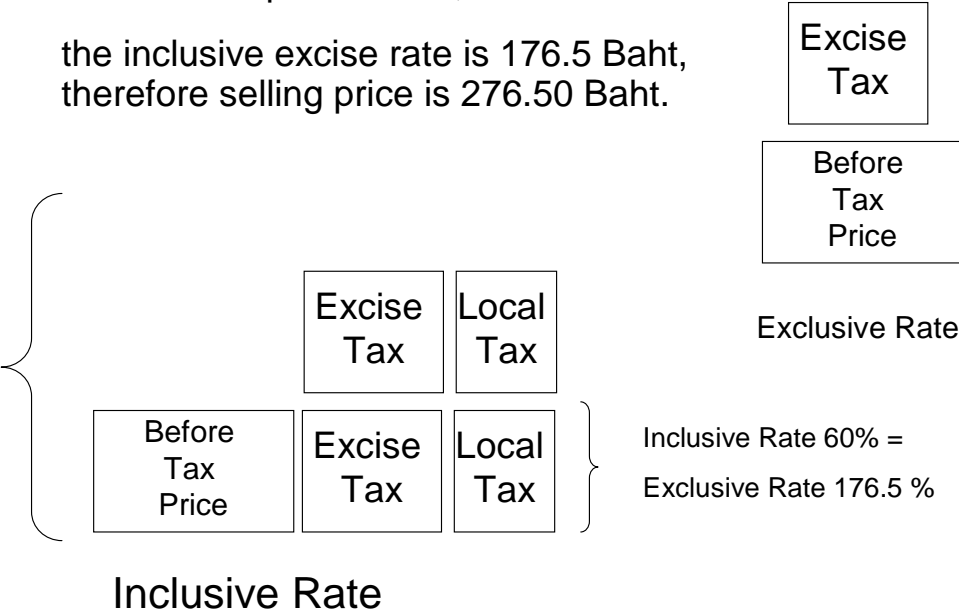 the inclusive excise rate is 176.5 Baht,
therefore selling price is 276.50 Baht.
Excise
Tax
Before
Tax
Price
Exclusive Rate
Excise
Tax
Local
Tax
Before
Tax
Price
Excise
Tax
Local
Tax
Inclusive Rate 60% =
Exclusive Rate 176.5 %
Inclusive Rate